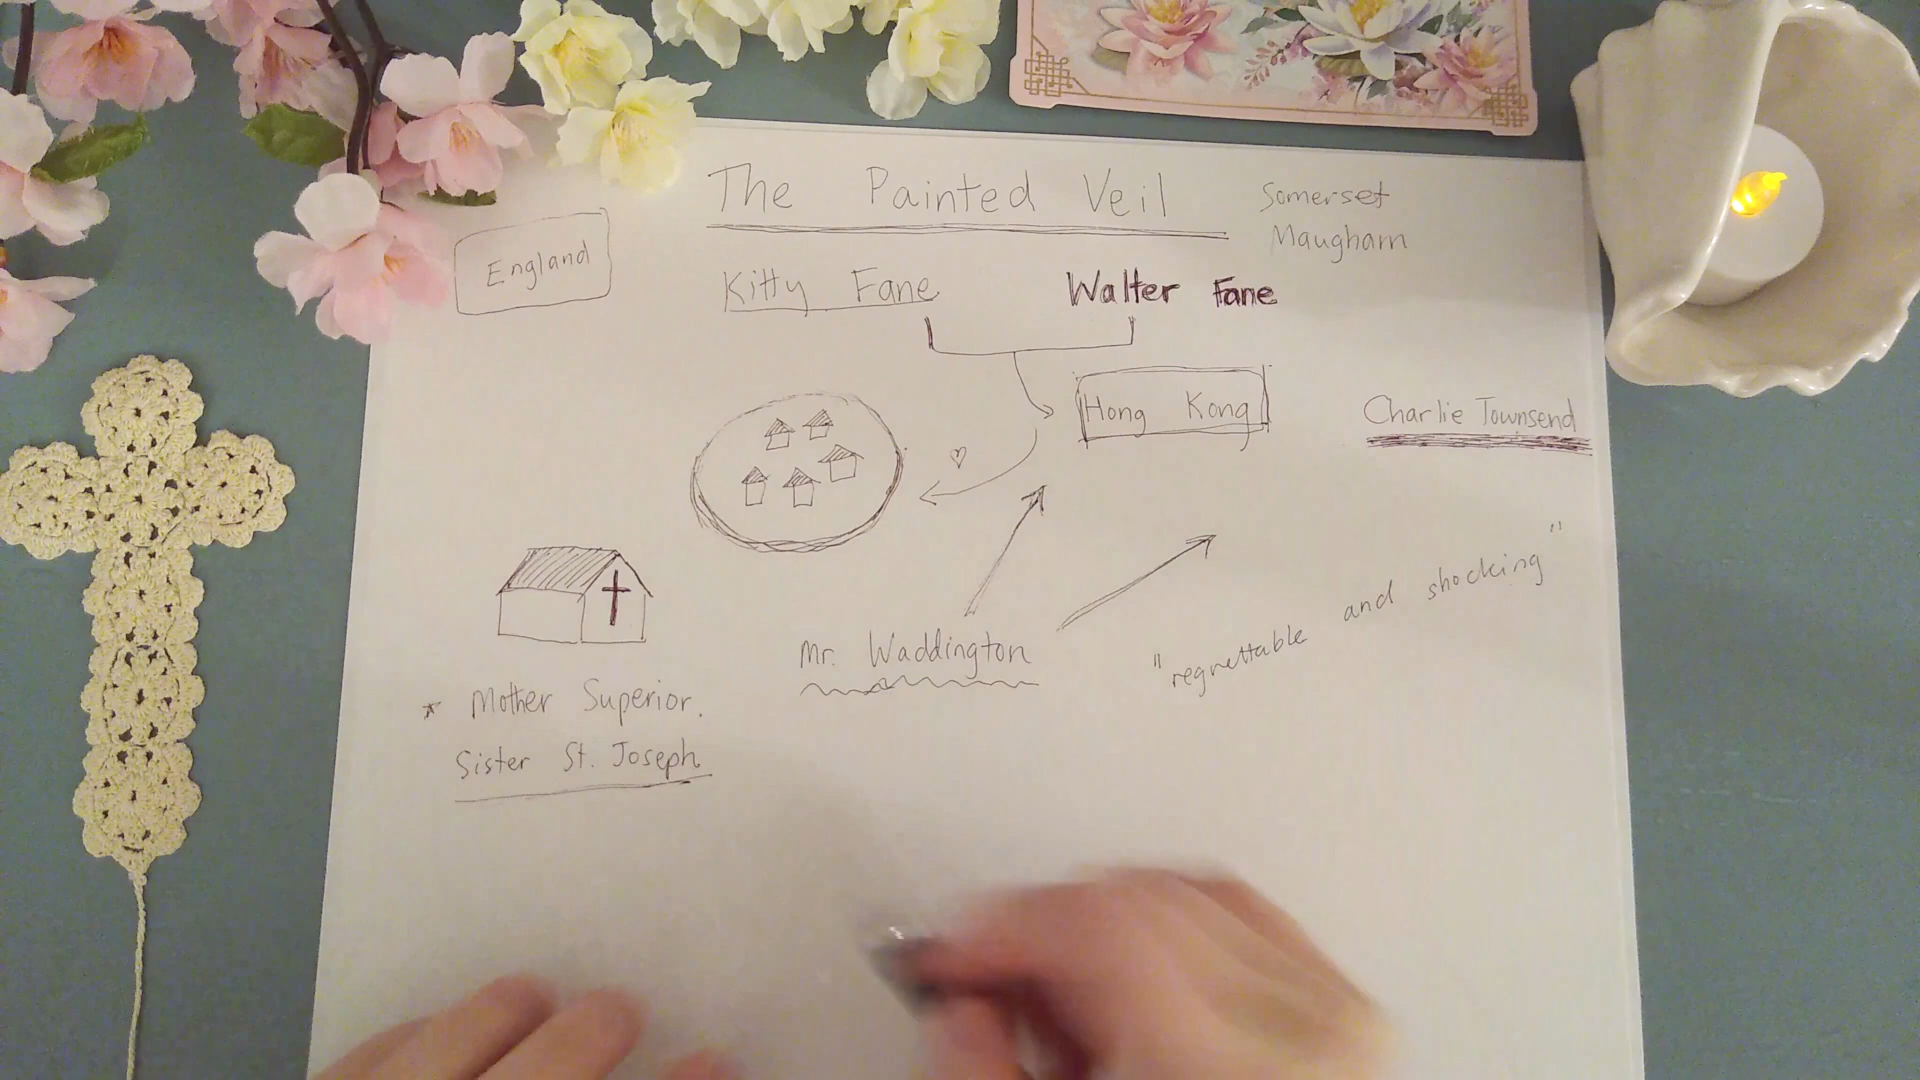 The Painted Veil
Somerset
Maugham
England
Kitty Fane
Walter Fane
Hong Kong
Charlie Townsend
"regrettable and shocking"
Mr. Waddington
* Mother Superior.
Sister St. Joseph